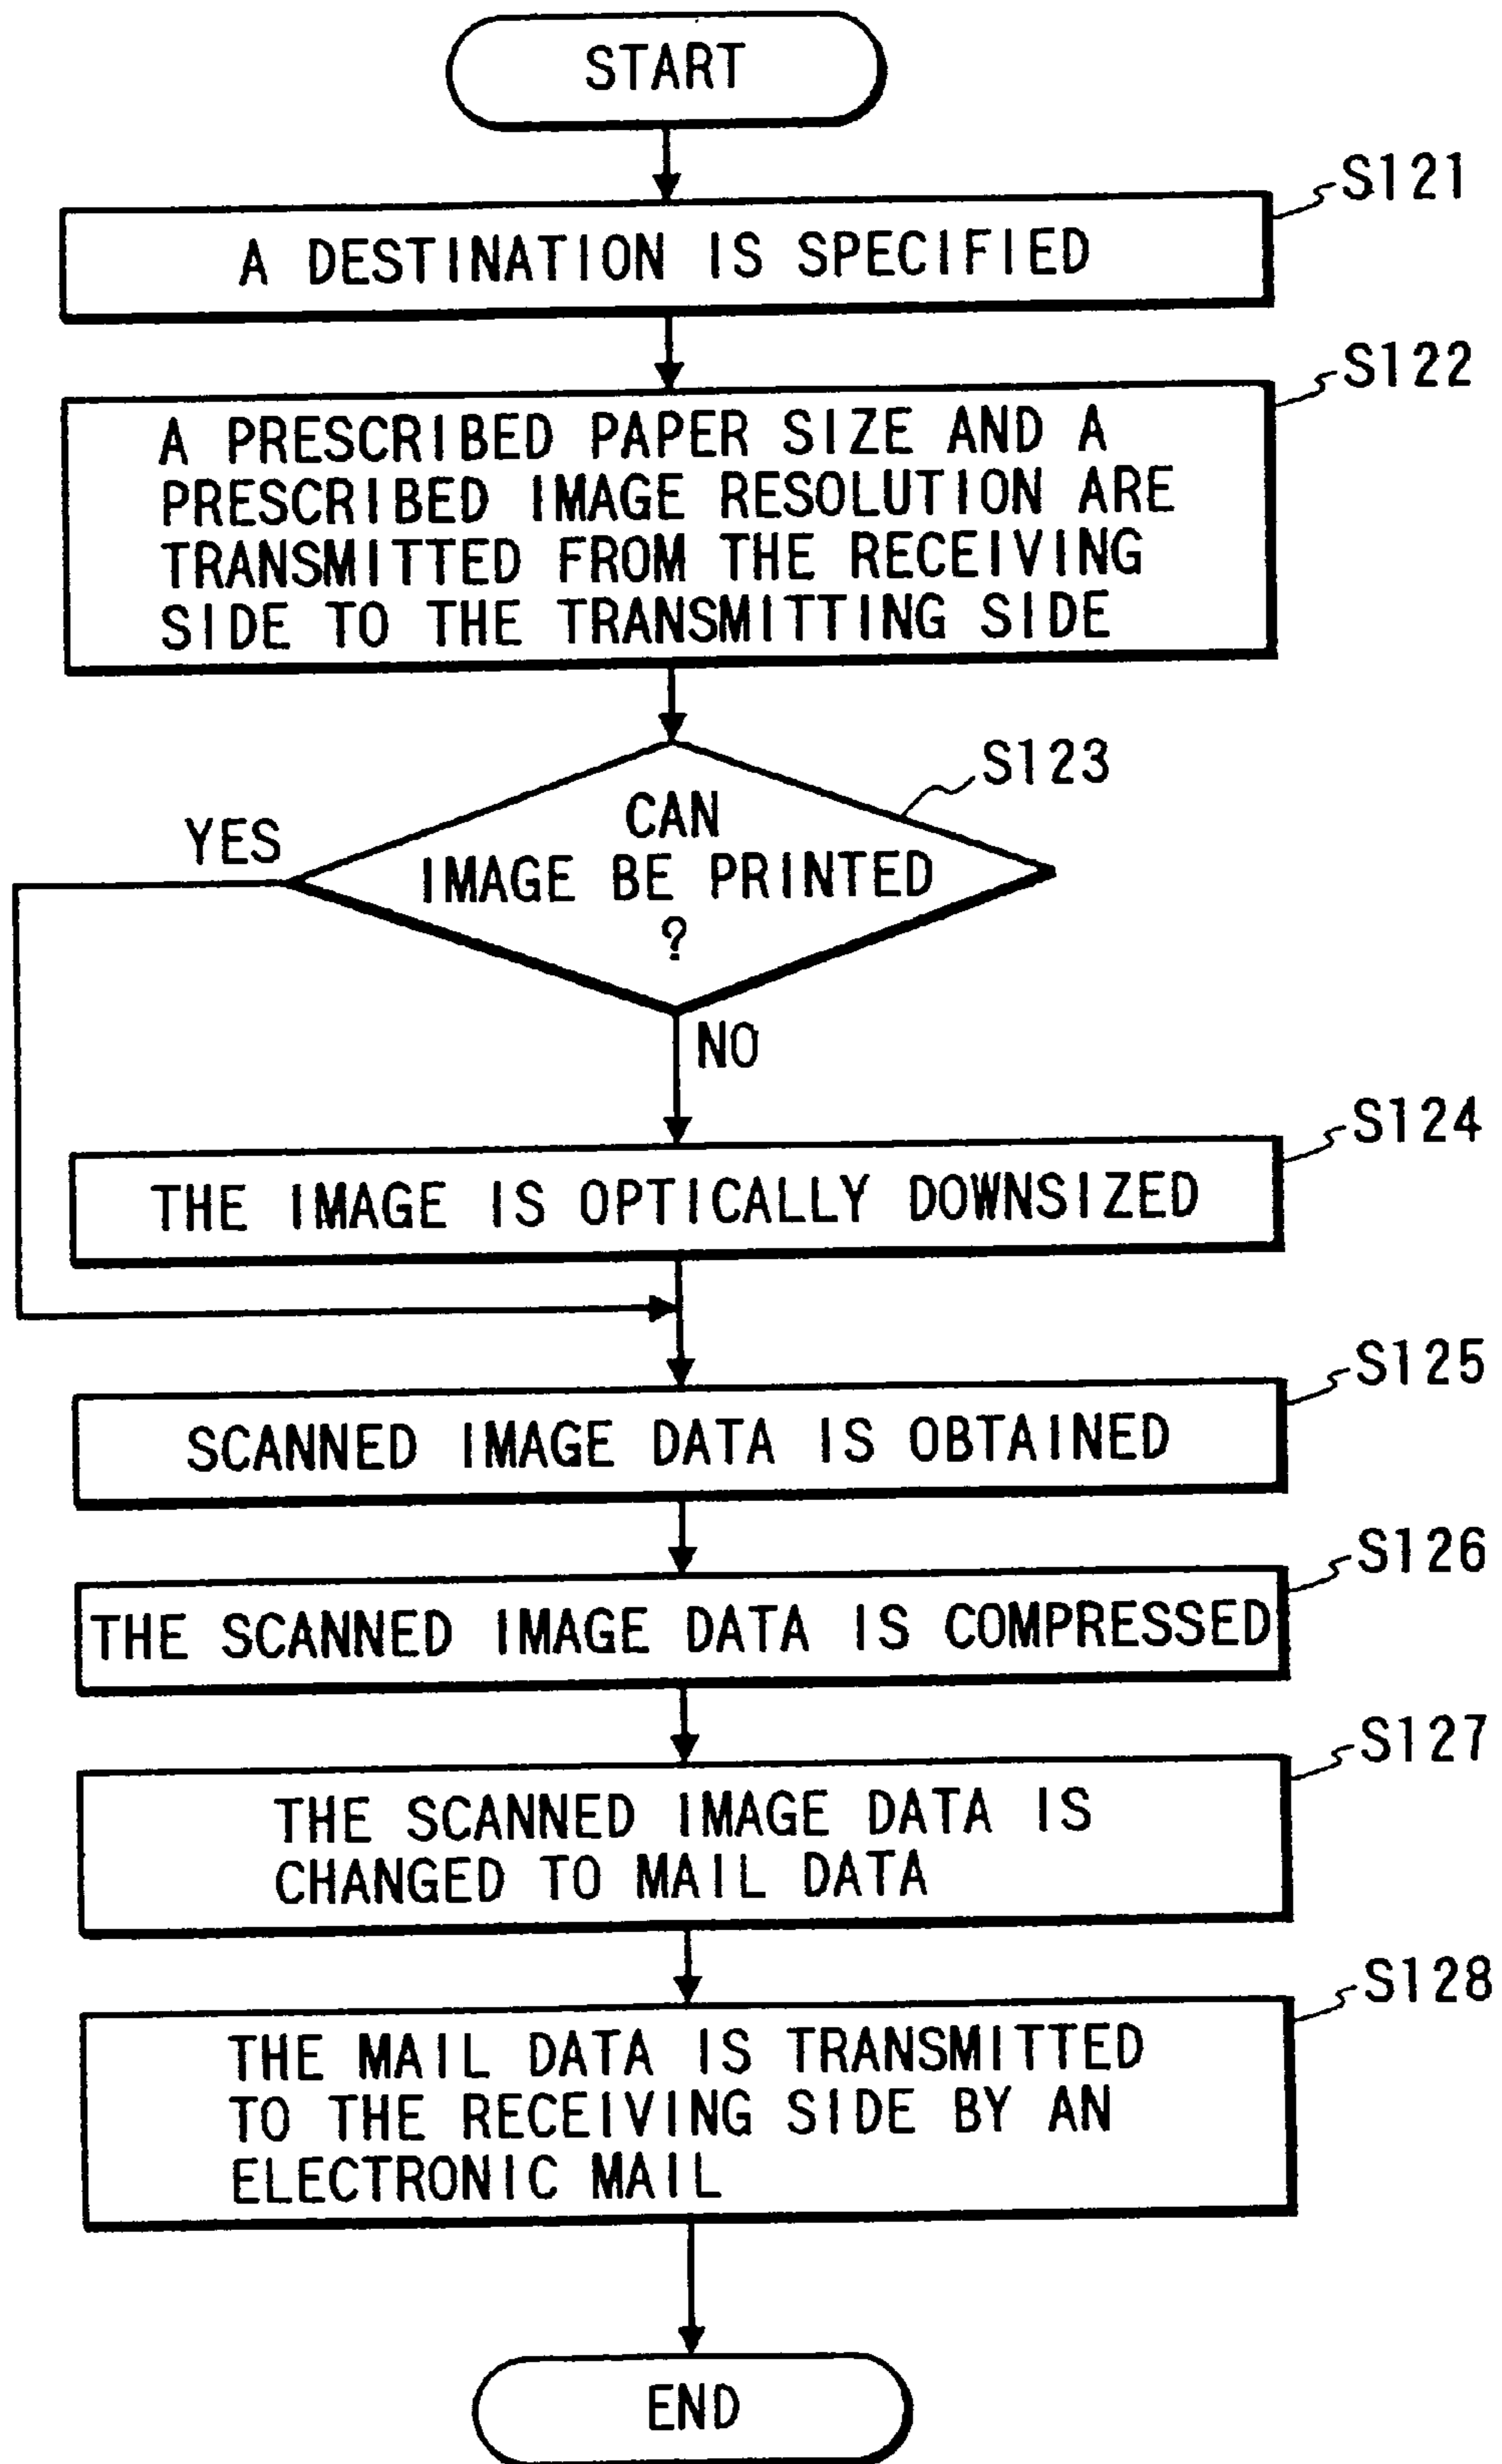 START
S121
A DESTINATION IS SPECIFIED
S122
A PRESCRIBED PAPER SIZE AND A
PRESCRIBED IMAGE RESOLUTION ARE
TRANSMITTED FROM THE RECEIVING
SIDE TO THE TRANSMITTING SIDE
S123
CAN
IMAGE BE PRINTED
?
YES
NO
S124
THE IMAGE IS OPTICALLY DOWNSIZED
S125
SCANNED IMAGE DATA IS OBTAINED
S126
THE SCANNED IMAGE DATA IS COMPRESSED
S127
THE SCANNED IMAGE DATA IS
CHANGED TO MAIL DATA
S128
THE MAIL DATA IS TRANSMITTED
TO THE RECEIVING SIDE BY AN
ELECTRONIC MAIL
END